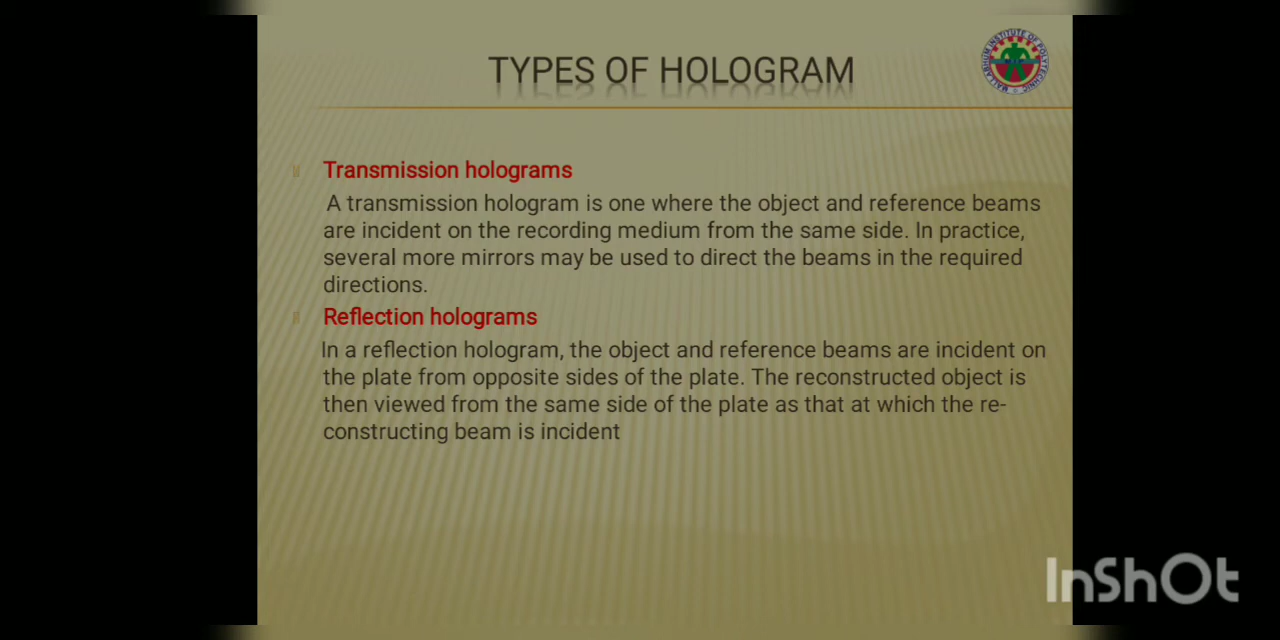 TYPES OF HOLOGRAM
MALLABHUM INSTITUTE OF POLYTECHNIC
Transmission holograms
A transmission hologram is one where the object and reference beams
are incident on the recording medium from the same side. In practice,
several more mirrors may be used to direct the beams in the required
directions.
Reflection holograms
In a reflection hologram, the object and reference beams are incident on
the plate from opposite sides of the plate. The reconstructed object is
then viewed from the same side of the plate as that at which the re-
constructing beam is incident
InShOt